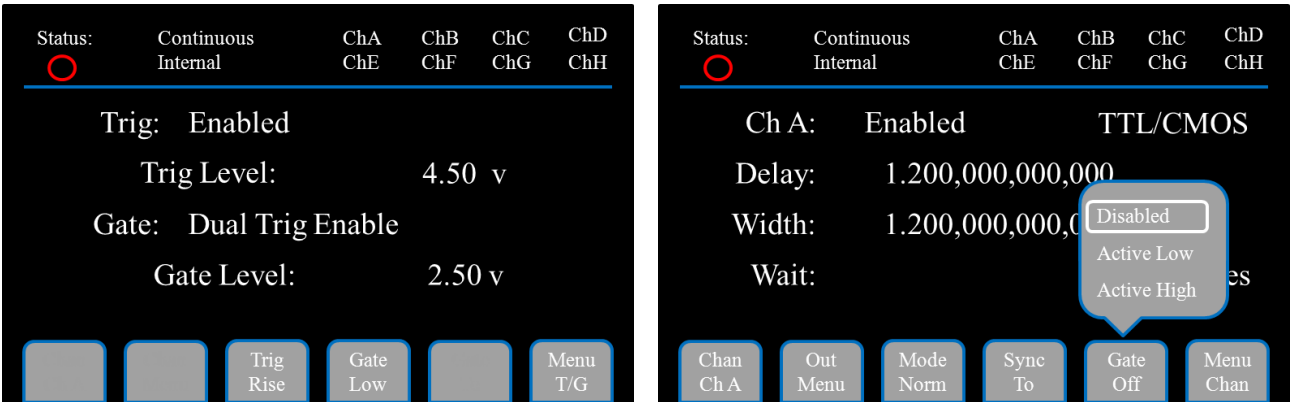 Status: Continuous ChA ChB ChC ChD
Internal ChE ChF ChG ChH
Trig: Enabled
Trig Level: 4.50 v
Gate: Dual Trig Enable
Gate Level: 2.50 v
Trig Gate Menu
Rise Low T/G
Status: Continuous ChA ChB ChC ChD
Internal ChE ChF ChG ChH
Ch A: Enabled TTL/CMOS
Delay: 1.200,000,000,000
Width: 1.200,000,000,0
Disabled
Active Low
Wait: es
Active High
Chan Out Mode Sync Gate Menu
Ch A Menu Norm To Off Chan